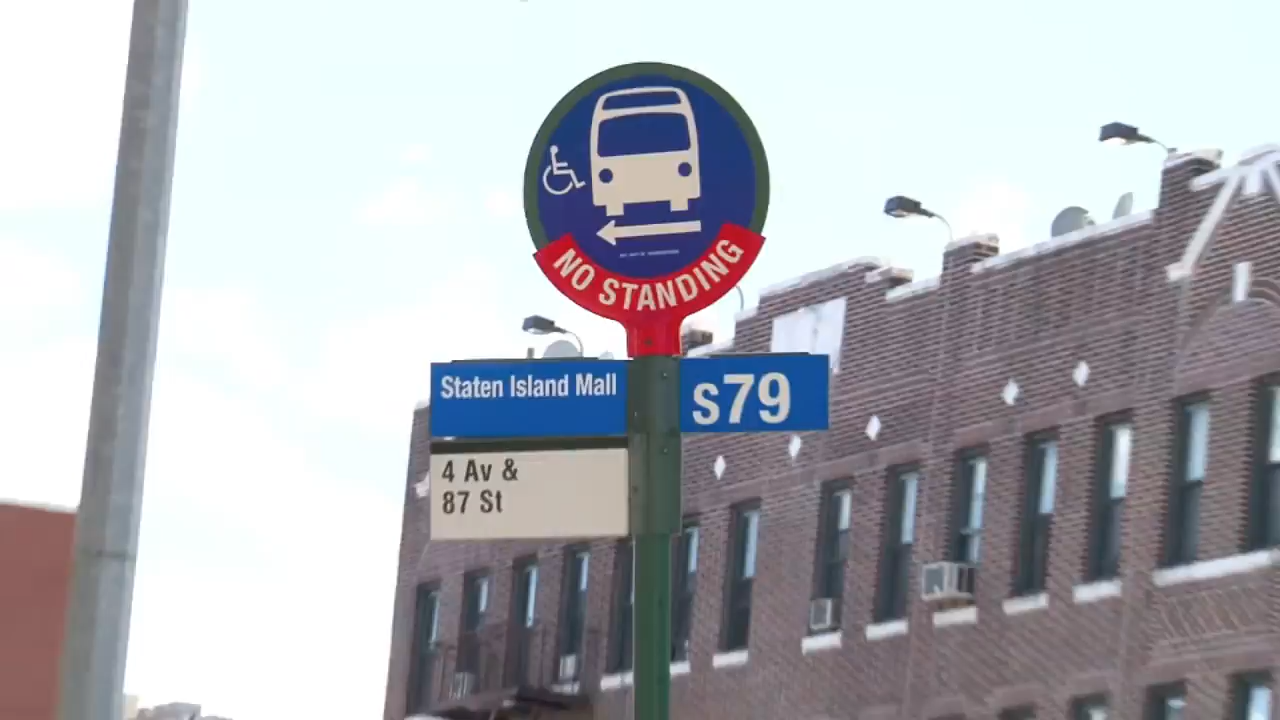 NO STANDING
Staten Island Mall
S79
4 Av &
87 St